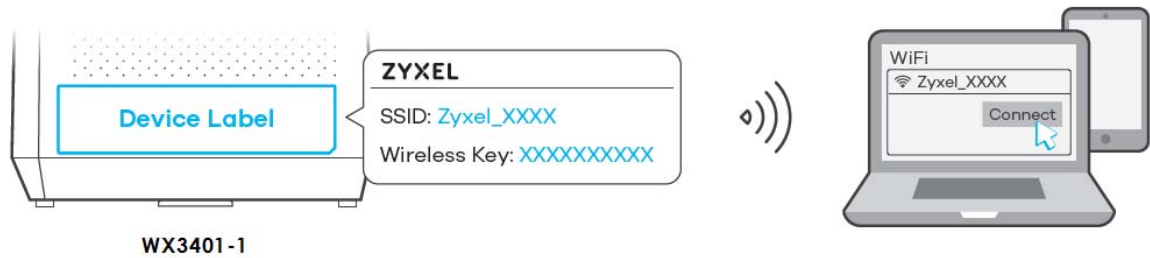 Device Label
ZYXEL
SSID: Zyxel_XXXX
Wireless Key: XXXXXXXXXX
WiFi
Zyxel_XXXX
Connect
WX3401-1